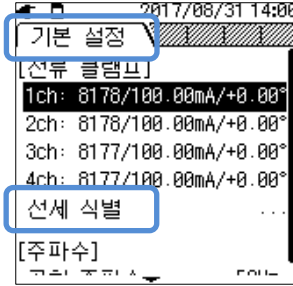 2017/08/31 14:06
기본 설정
[전류 클램프]
1ch: 8178/100.00mA/+0.00°
2ch: 8178/100.00mA/+0.00°
3ch: 8177/100.00mA/+0.00°
4ch: 8177/100.00mA/+0.00°
선세 식별 ...
[주파수]